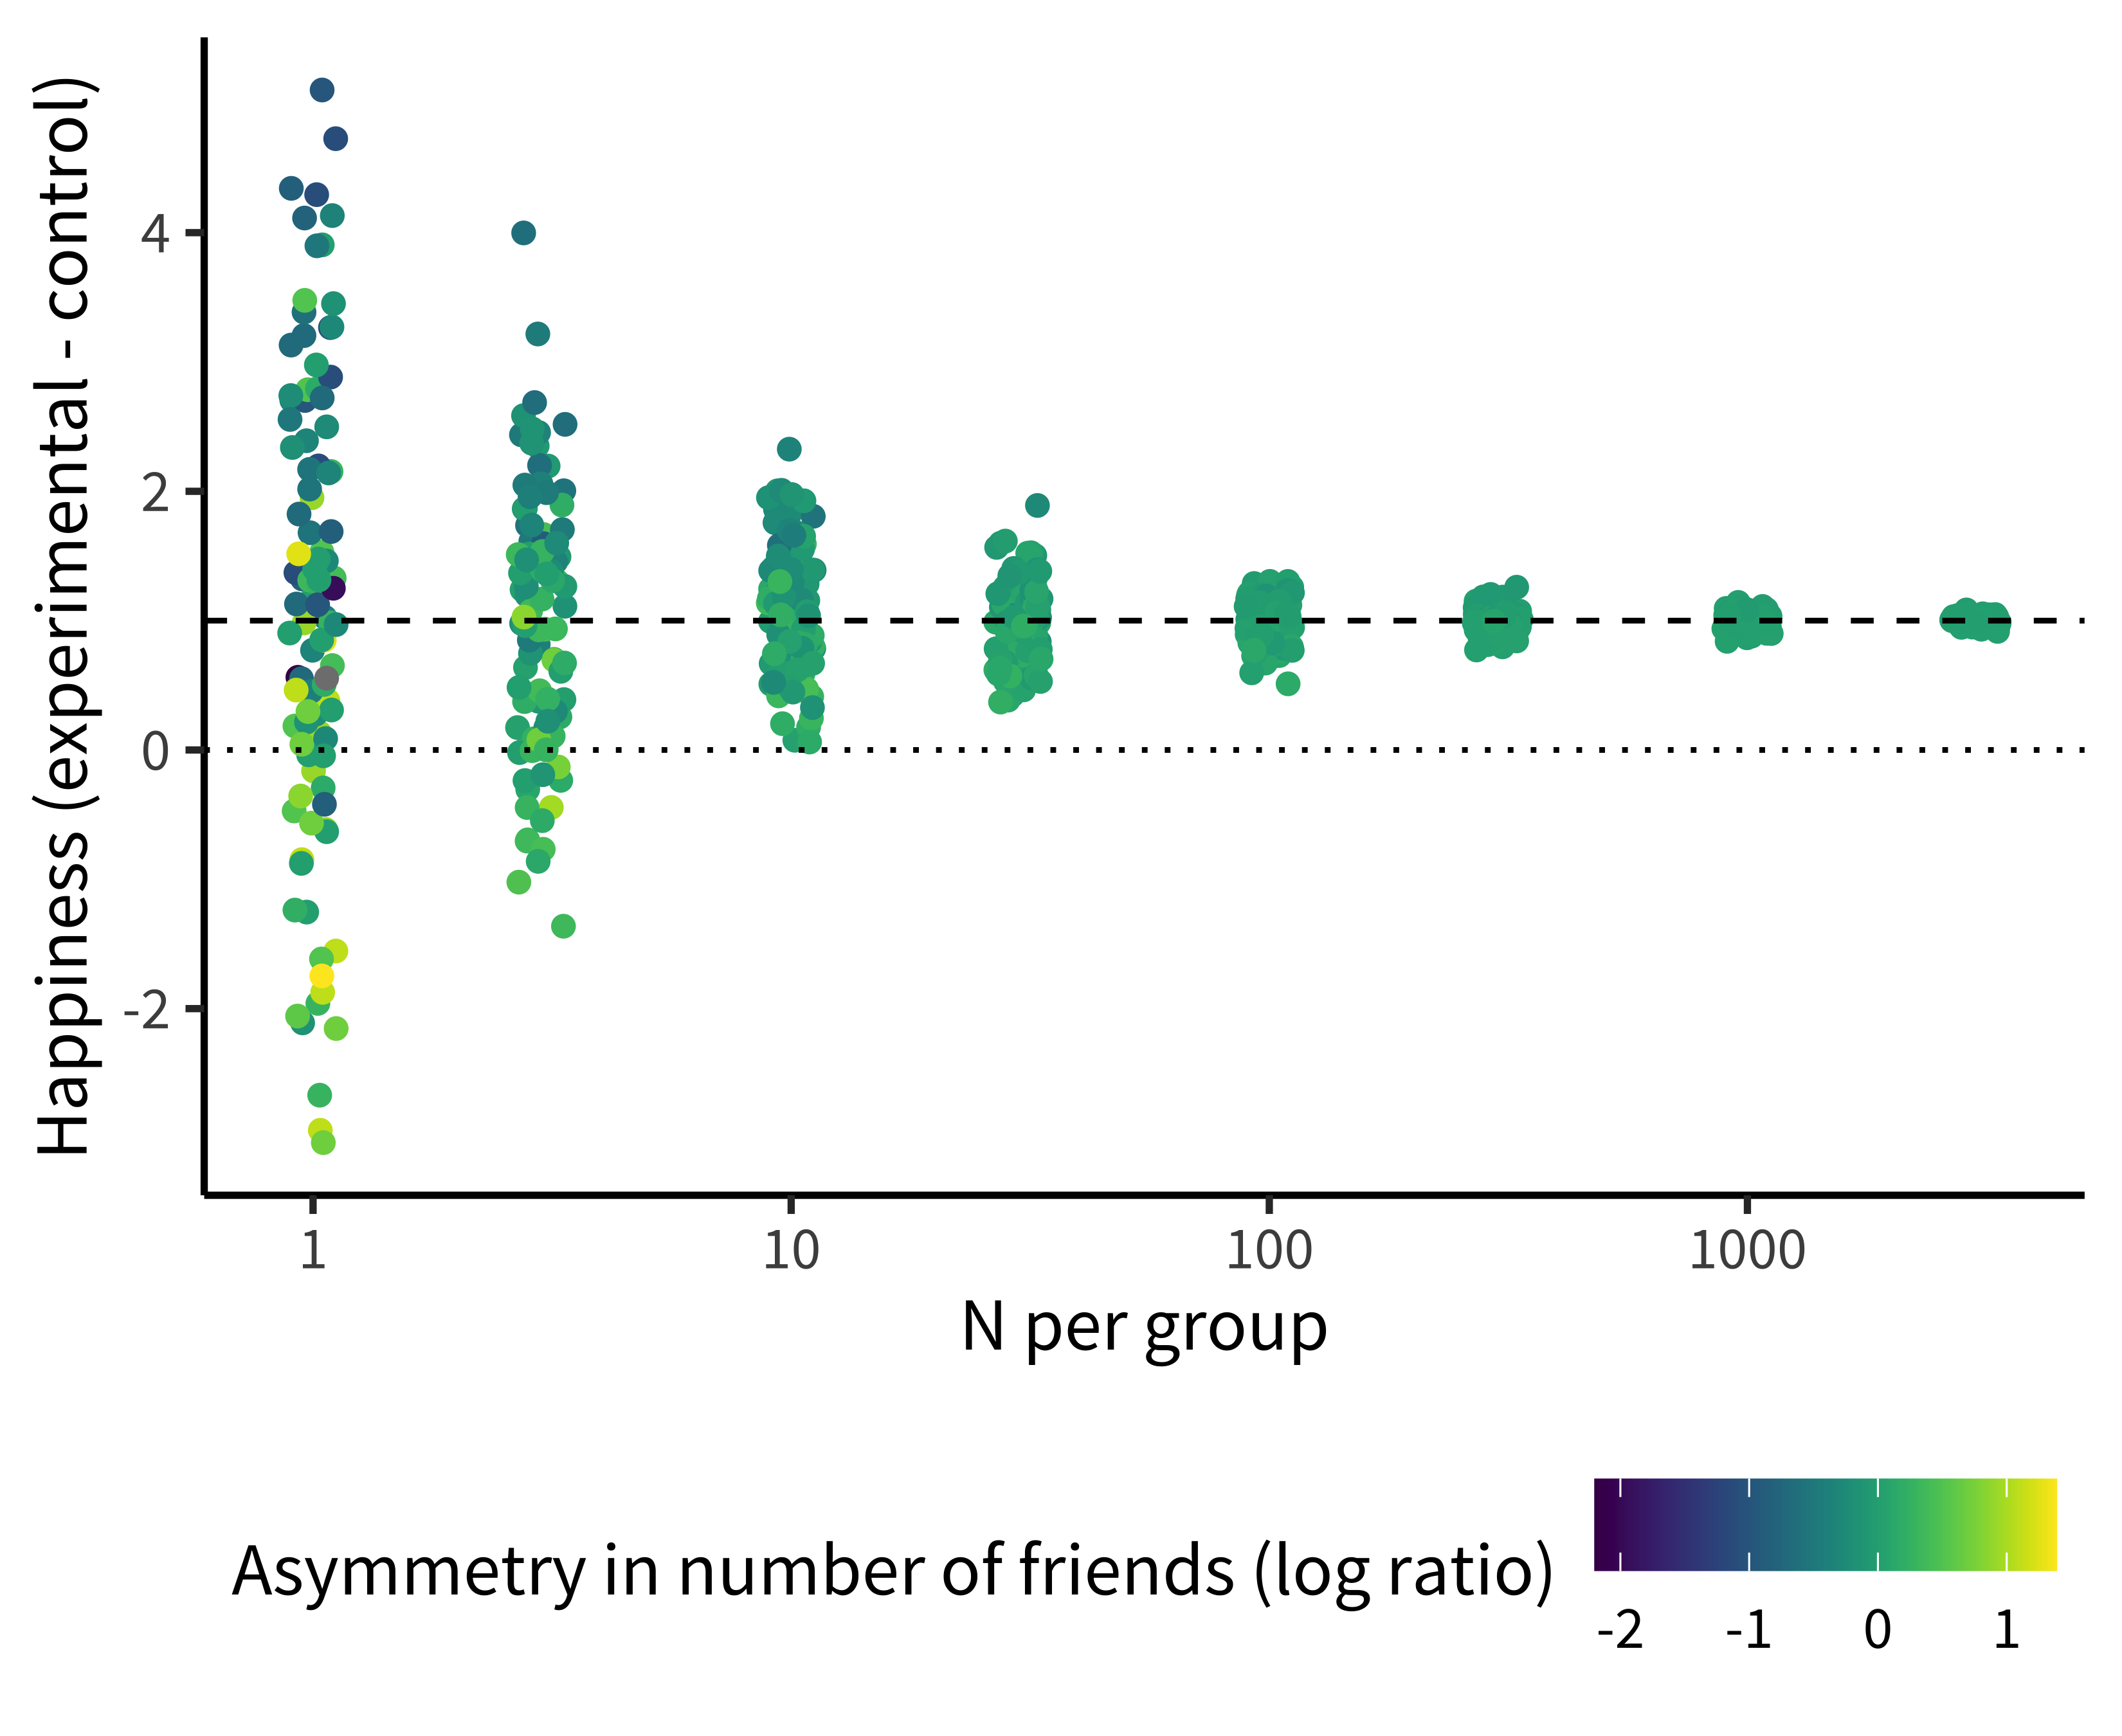 Happiness (experimental - control)
4
2
0
-2
1 10 100 1000
N per group
Asymmetry in number of friends (log ratio)
-2 -1 0 1